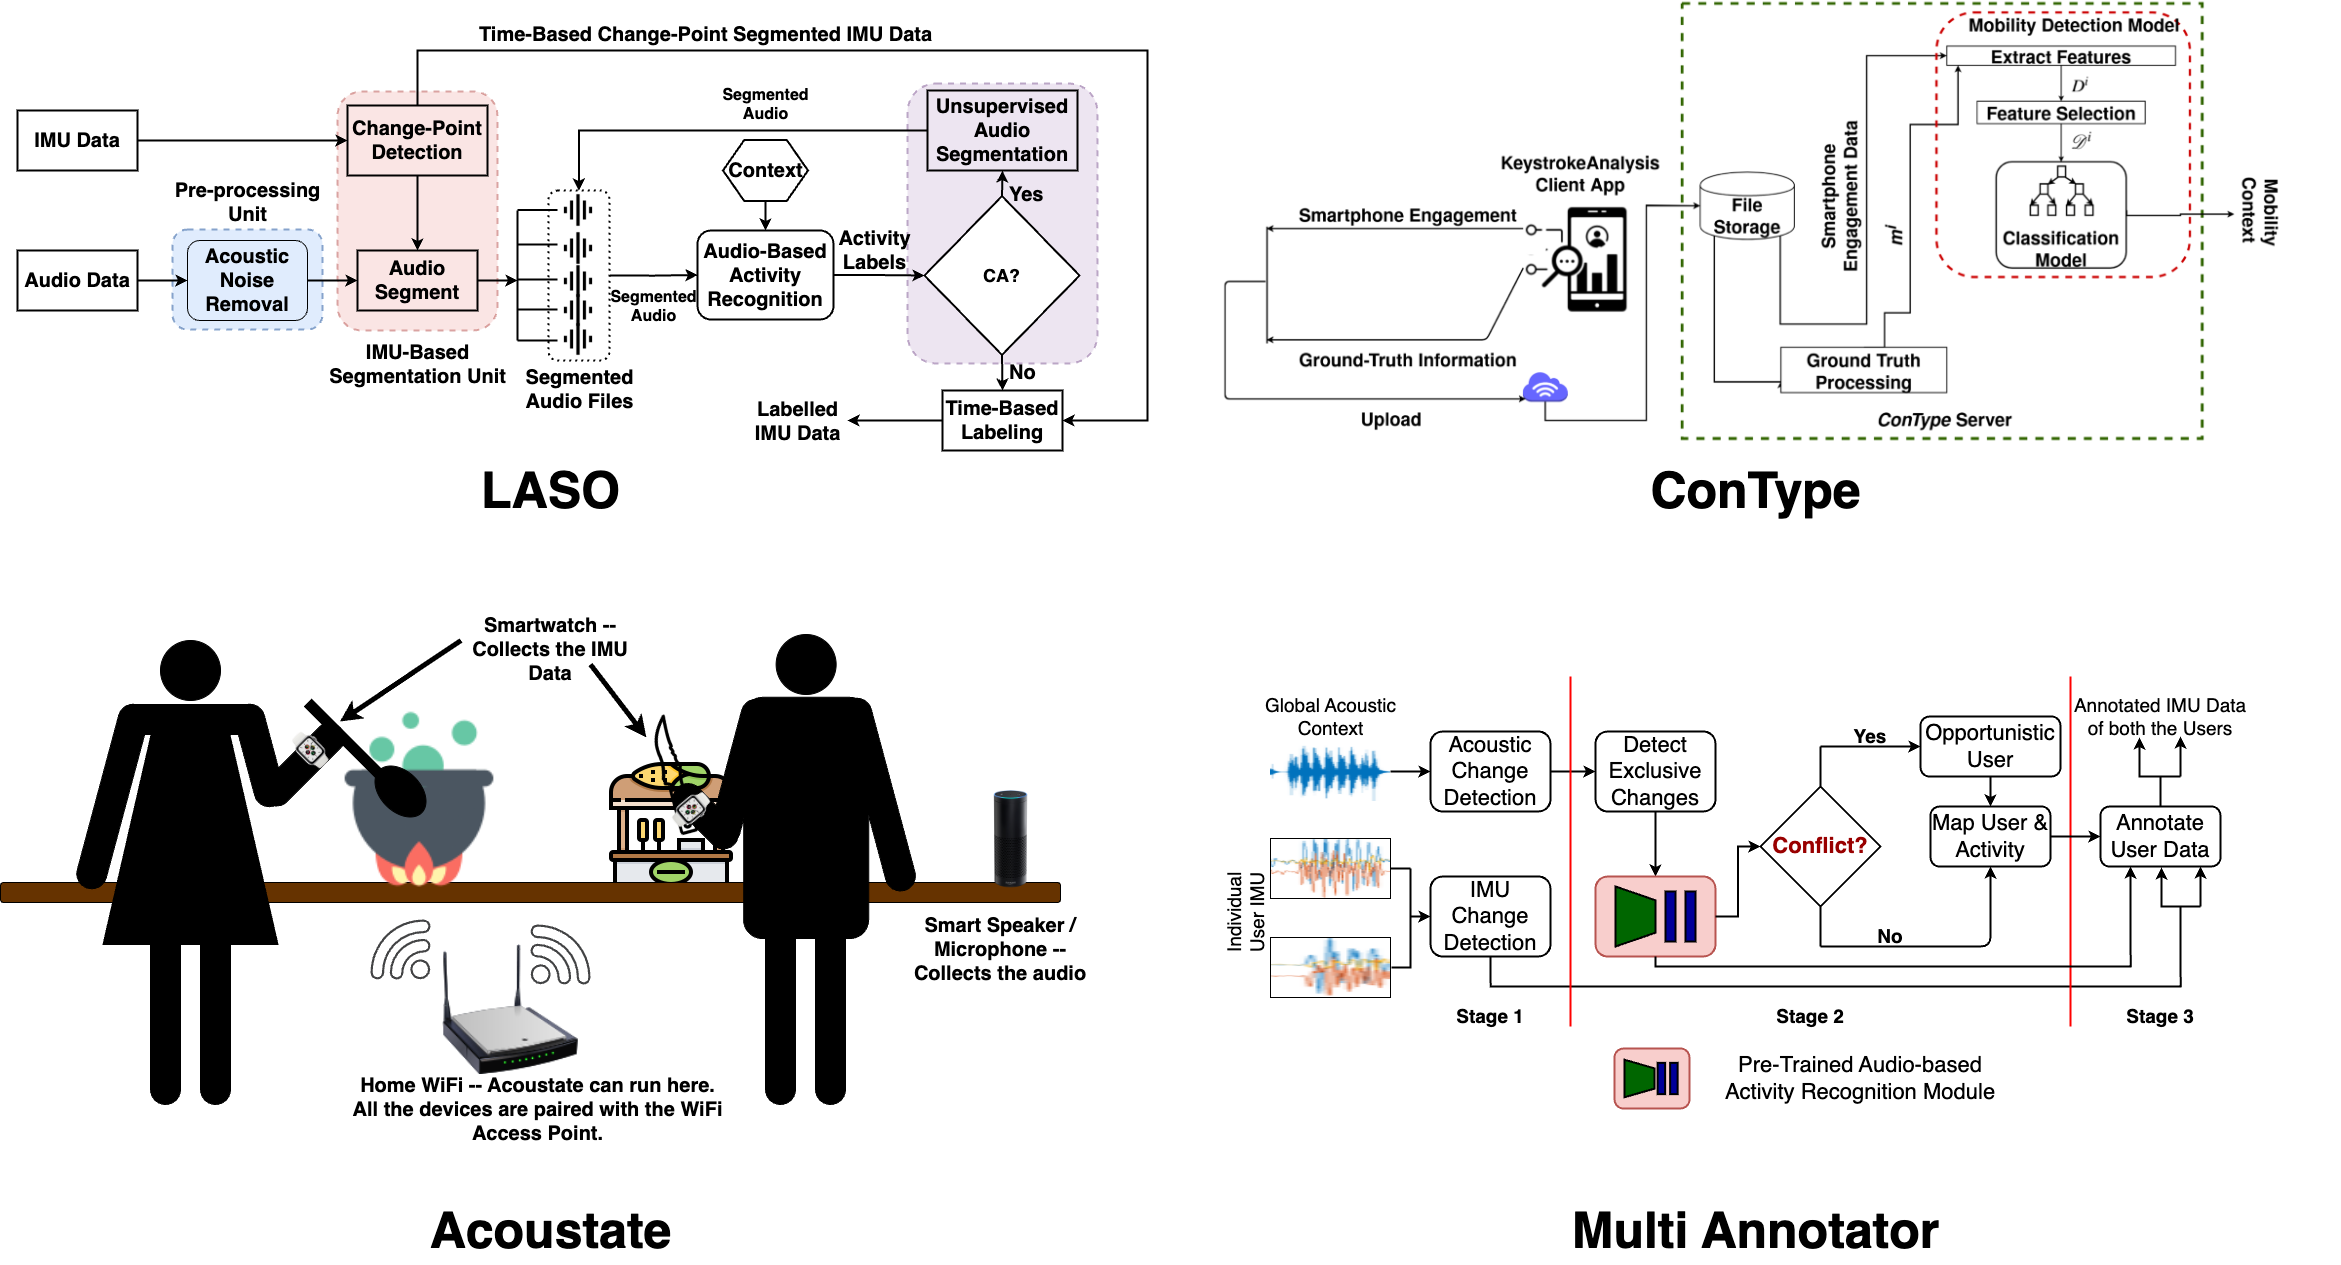 Time-Based Change-Point Segmented IMU Data
IMU Data
Change-Point
Detection
Segmented
Audio
Unsupervised
Audio
Segmentation
Context
Pre-processing
Unit
Yes
Audio Data
Acoustic
Noise
Removal
Audio
Segment
Segmented
Audio
Audio-Based
Activity
Recognition
Activity
Labels
CA?
IMU-Based
Segmentation Unit
Segmented
Audio Files
No
Labelled
IMU Data
Time-Based
Labeling
LASO
KeystrokeAnalysis
Client App
Smartphone Engagement
Ground-Truth Information
Upload
File
Storage
Smartphone
Engagement Data
mⁱ
Mobility Detection Model
Extract Features
Dⁱ
Feature Selection
𝒟ⁱ
Classification
Model
Mobility
Context
Ground Truth
Processing
ConType Server
ConType
Smartwatch --
Collects the IMU
Data
Smart Speaker /
Microphone --
Collects the audio
Home WiFi -- Acoustate can run here.
All the devices are paired with the WiFi
Access Point.
Acoustate
Global Acoustic
Context
Individual
User IMU
Acoustic
Change
Detection
IMU
Change
Detection
Stage 1
Detect
Exclusive
Changes
Conflict?
Yes
No
Opportunistic
User
Map User &
Activity
Stage 2
Annotated IMU Data
of both the Users
Annotate
User Data
Stage 3
Pre-Trained Audio-based
Activity Recognition Module
Multi Annotator